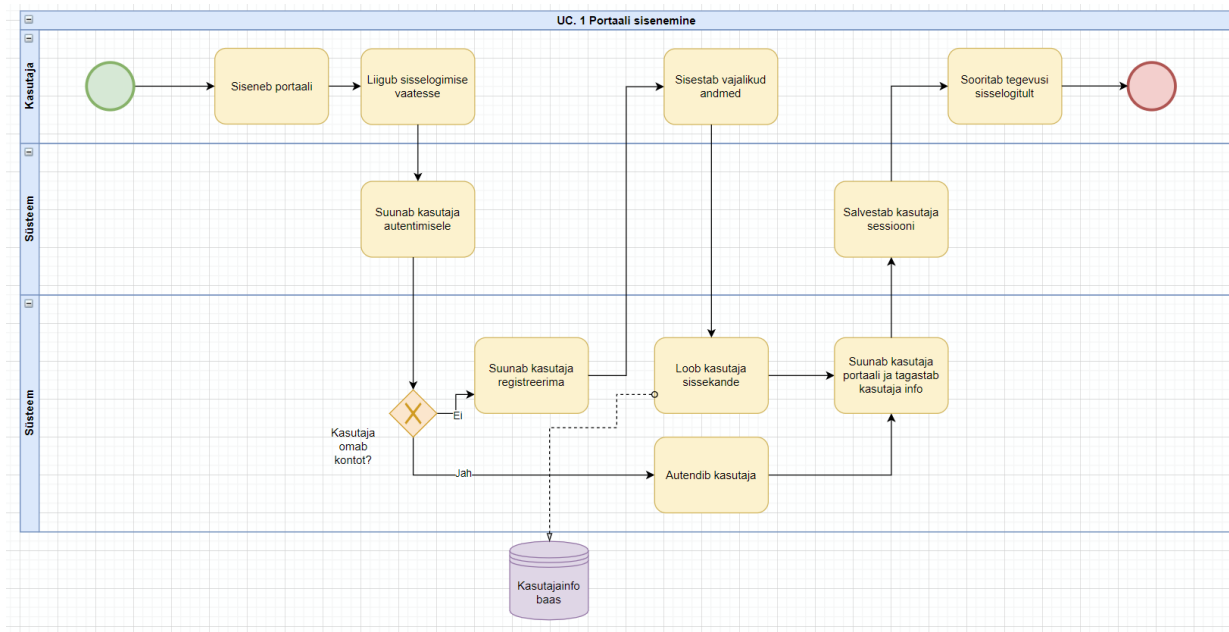 UC. 1 Portaali sisenemine
Kasutaja
Siseneb portaali
Liigub sisselogimise
vaatesse
Sisestab vajalikud
andmed
Sooritab tegevusi
sisselogitult
Süsteem
Suunab kasutaja
autentimisele
Salvestab kasutaja
sessiooni
Süsteem
Kasutaja
omab
kontot?
Ei
Jah
Suunab kasutaja
registreerima
Loob kasutaja
sissekande
Suunab kasutaja
portaali ja tagastab
kasutaja info
Autendib kasutaja
Kasutajainfo
baas